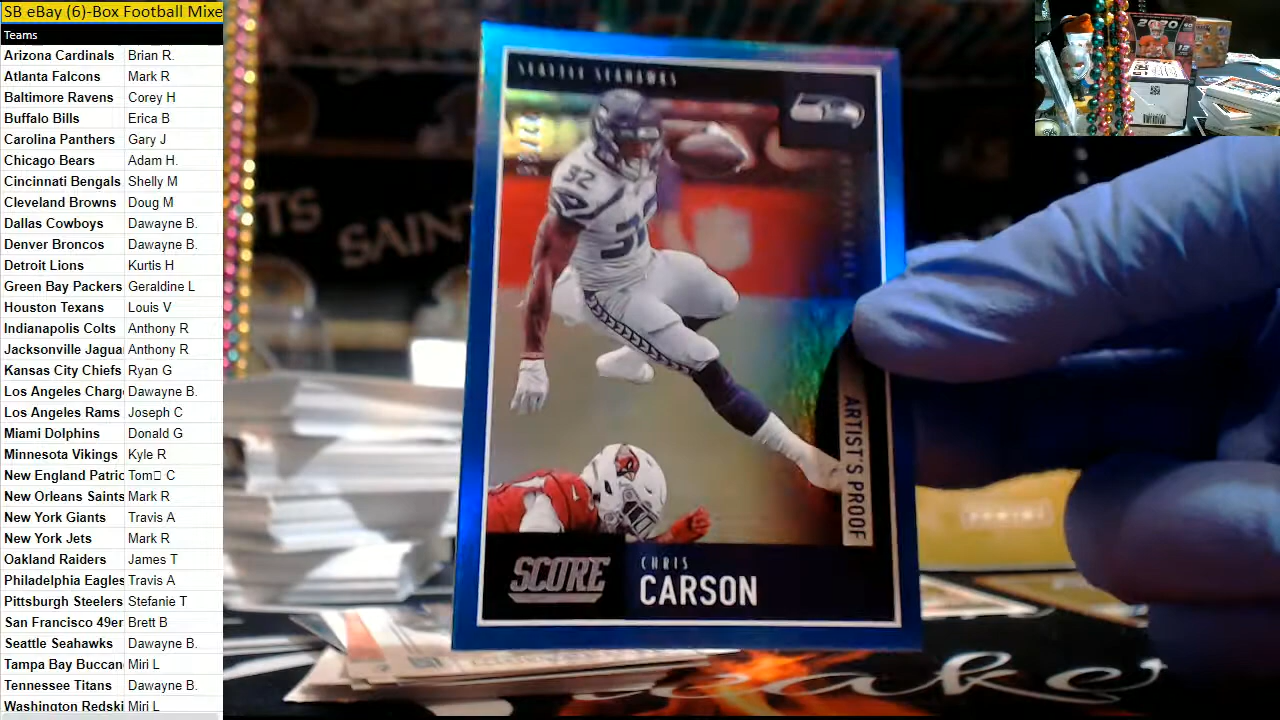 SB eBay (6)-Box Football Mixe
Teams
Arizona Cardinals Brian R.
Atlanta Falcons Mark R
Baltimore Ravens Corey H
Buffalo Bills Erica B
Carolina Panthers Gary J
Chicago Bears Adam H.
Cincinnati Bengals Shelly M
Cleveland Browns Doug M
Dallas Cowboys Dawayne B.
Denver Broncos Dawayne B.
Detroit Lions Kurtis H
Green Bay Packers Geraldine L
Houston Texans Louis V
Indianapolis Colts Anthony R
Jacksonville Jagua Anthony R
Kansas City Chiefs Ryan G
Los Angeles Charg Dawayne B.
Los Angeles Rams Joseph C
Miami Dolphins Donald G
Minnesota Vikings Kyle R
New England Patric Tom C
New Orleans Saints Mark R
New York Giants Travis A
New York Jets Mark R
Oakland Raiders James T
Philadelphia Eagles Travis A
Pittsburgh Steelers Stefanie T
San Francisco 49er Brett B
Seattle Seahawks Dawayne B.
Tampa Bay Buccan Miri L
Tennessee Titans Dawayne B.
Washington Redski Miri L
SEATTLE SEAHAWKS
32
32
ARTIST'S PROOF
SCORE
CHRIS
CARSON
SAINT
PANINI
2020